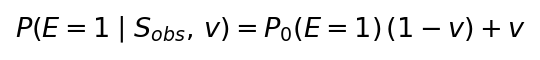 P(E = 1 | S_obs, v) = P_0(E = 1) (1 − v) + v